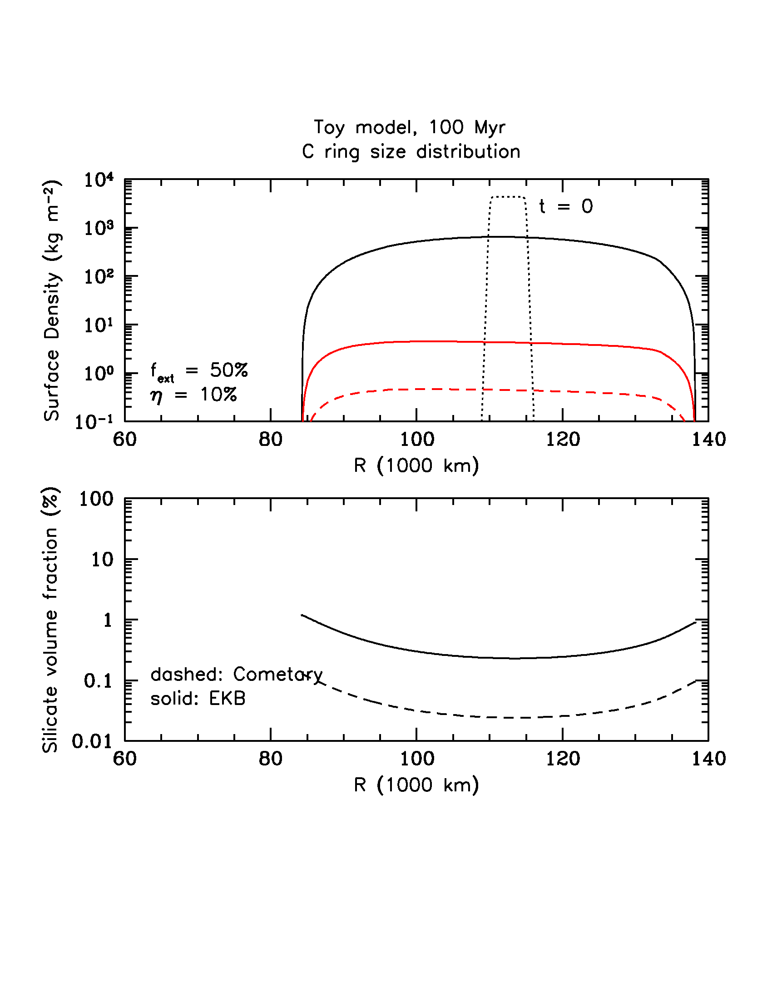 Toy model, 100 Myr
C ring size distribution
Surface Density (kg m⁻²)
10⁴
10³
10²
10¹
10⁰
10⁻¹
t = 0
f_ext = 50%
η = 10%
60 80 100 120 140
R (1000 km)
Silicate volume fraction (%)
100
10
1
0.1
0.01
dashed: Cometary
solid: EKB
60 80 100 120 140
R (1000 km)